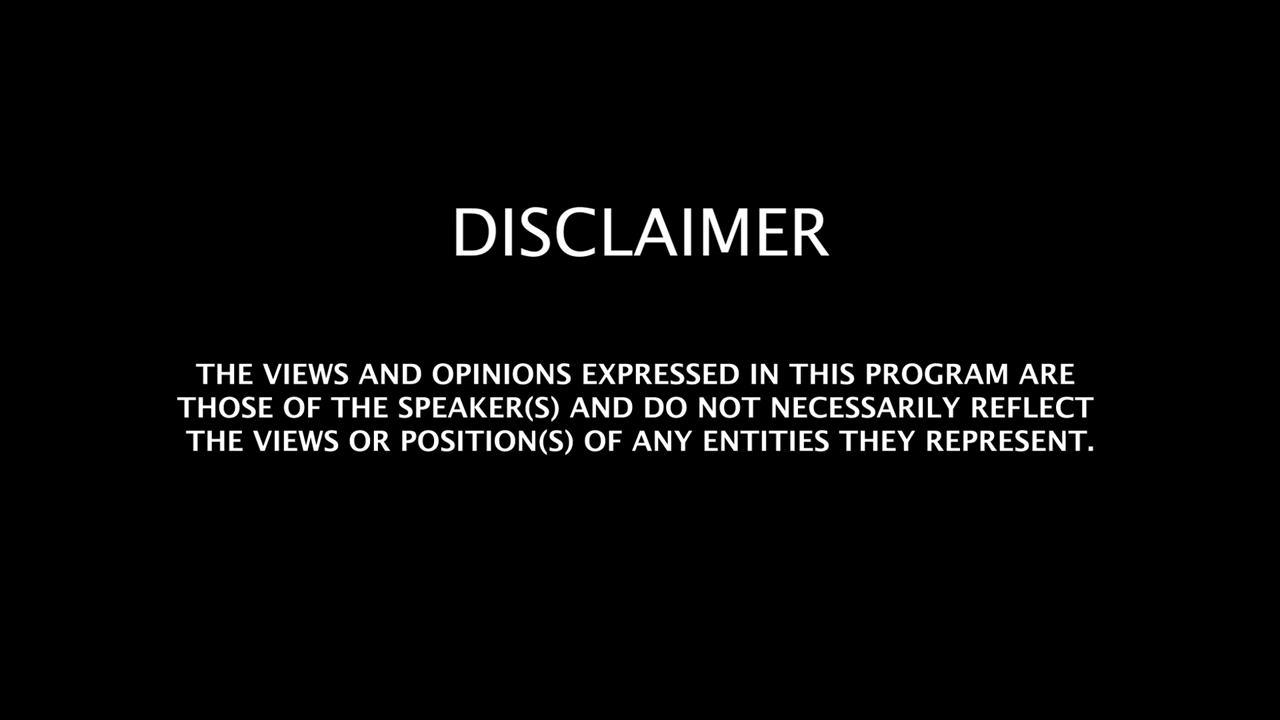 DISCLAIMER
THE VIEWS AND OPINIONS EXPRESSED IN THIS PROGRAM ARE
THOSE OF THE SPEAKER(S) AND DO NOT NECESSARILY REFLECT
THE VIEWS OR POSITION(S) OF ANY ENTITIES THEY REPRESENT.